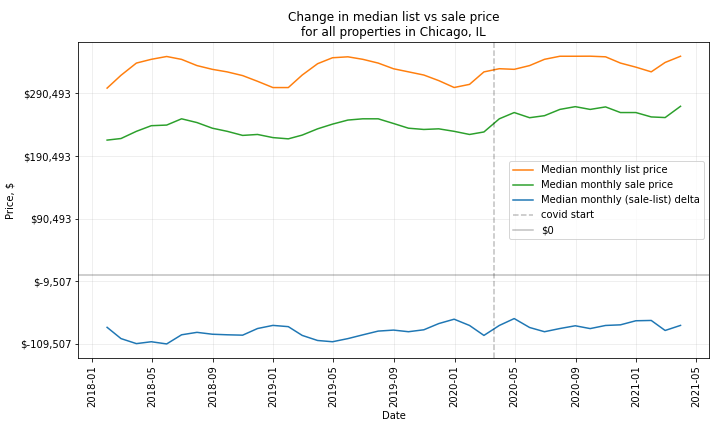 Change in median list vs sale price
for all properties in Chicago, IL
Price, $
$290,493
$190,493
$90,493
$-9,507
$-109,507
Median monthly list price
Median monthly sale price
Median monthly (sale-list) delta
covid start
$0
2018-01
2018-05
2018-09
2019-01
2019-05
2019-09
2020-01
2020-05
2020-09
2021-01
2021-05
Date